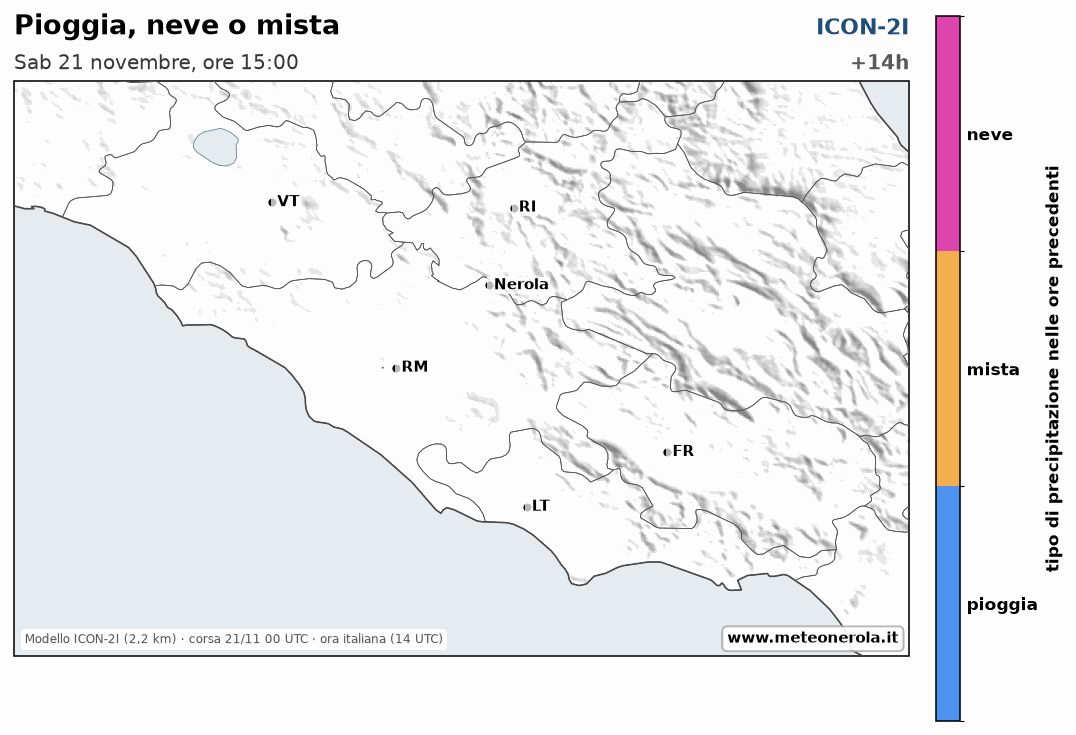 Pioggia, neve o mista
ICON-2I
Sab 21 novembre, ore 15:00
+14h
neve
VT
RI
Nerola
RM
mista
FR
LT
pioggia
tipo di precipitazione nelle ore precedenti
Modello ICON-2I (2,2 km) · corsa 21/11 00 UTC · ora italiana (14 UTC)
www.meteonerola.it